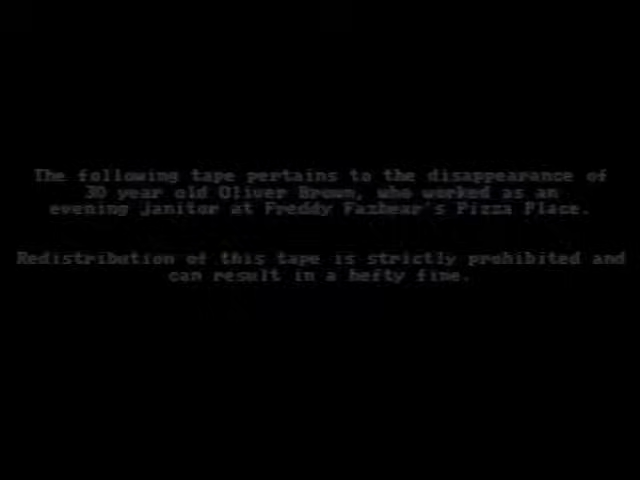 The following tape pertains to the disappearance of
30 year old Oliver Brown, who worked as an
evening janitor at Freddy Fazbear's Pizza Place.
Redistribution of this tape is strictly prohibited and
can result in a hefty fine.